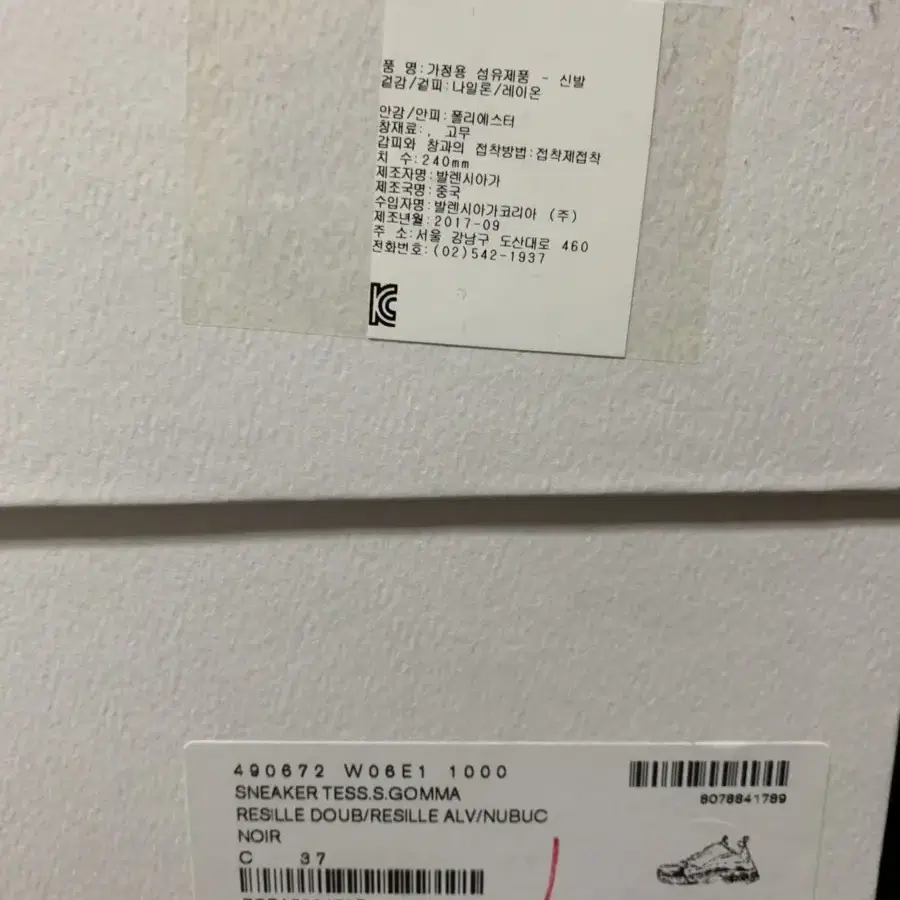 품 명:가정용 섬유제품 - 신발
겉감/겉피:나일론/레이온
안감/안피:폴리에스터
창재료:, 고무
갑피와 창과의 접착방법:접착제접착
치 수:240mm
제조자명:발렌시아가
제조국명:중국
수입자명:발렌시아가코리아 (주)
제조년월:2017-09
주 소:서울 강남구 도산대로 460
전화번호:(02)542-1937
KC
490672 W06E1 1000
8078841789
SNEAKER TESS.S.GOMMA
RESILLE DOUB/RESILLE ALV/NUBUC
NOIR
C 37